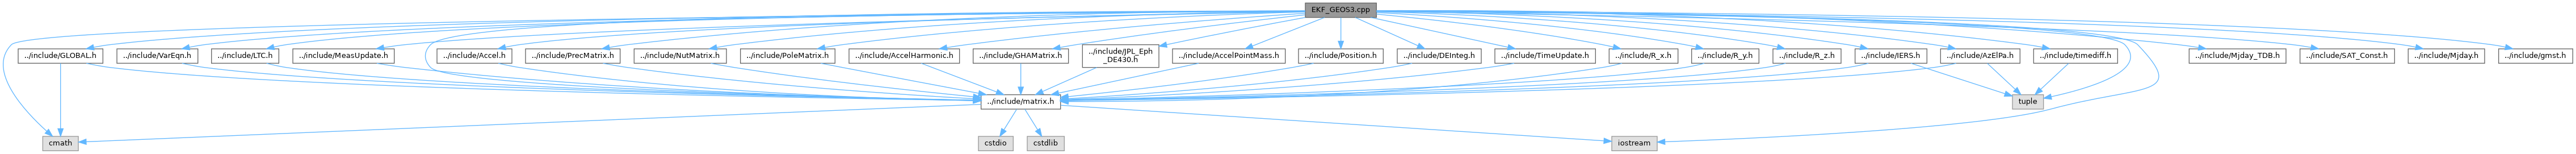 EKF_GEOS3.cpp
../include/GLOBAL.h
../include/VarEqn.h
../include/LTC.h
../include/MeasUpdate.h
../include/Accel.h
../include/PrecMatrix.h
../include/NutMatrix.h
../include/PoleMatrix.h
../include/AccelHarmonic.h
../include/GHAMatrix.h
../include/JPL_Eph
_DE430.h
../include/AccelPointMass.h
../include/Position.h
../include/DEInteg.h
../include/TimeUpdate.h
../include/R_x.h
../include/R_y.h
../include/R_z.h
../include/IERS.h
../include/AzElPa.h
../include/timediff.h
../include/Mjday_TDB.h
../include/SAT_Const.h
../include/Mjday.h
../include/gmst.h
../include/matrix.h
tuple
cmath
cstdio
cstdlib
iostream